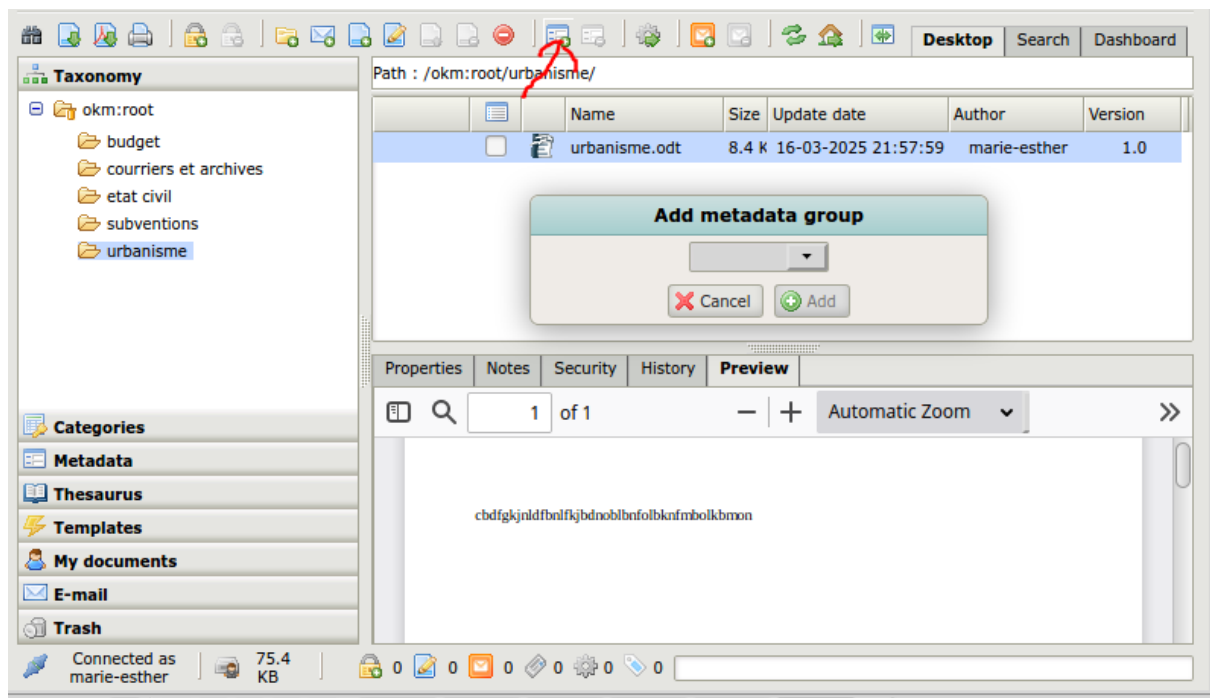 Desktop Search Dashboard
Taxonomy
Path : /okm:root/urbanisme/
okm:root
budget
courriers et archives
etat civil
subventions
urbanisme
Name Size Update date Author Version
urbanisme.odt 8.4 K 16-03-2025 21:57:59 marie-esther 1.0
Add metadata group
Cancel Add
Properties Notes Security History Preview
1 of 1 Automatic Zoom
cbdfgkjnldfbnlfkjbdnoblbnfolbknfmbolkbmon
Categories
Metadata
Thesaurus
Templates
My documents
E-mail
Trash
Connected as
marie-esther
75.4
KB
0 0 0 0 0 0